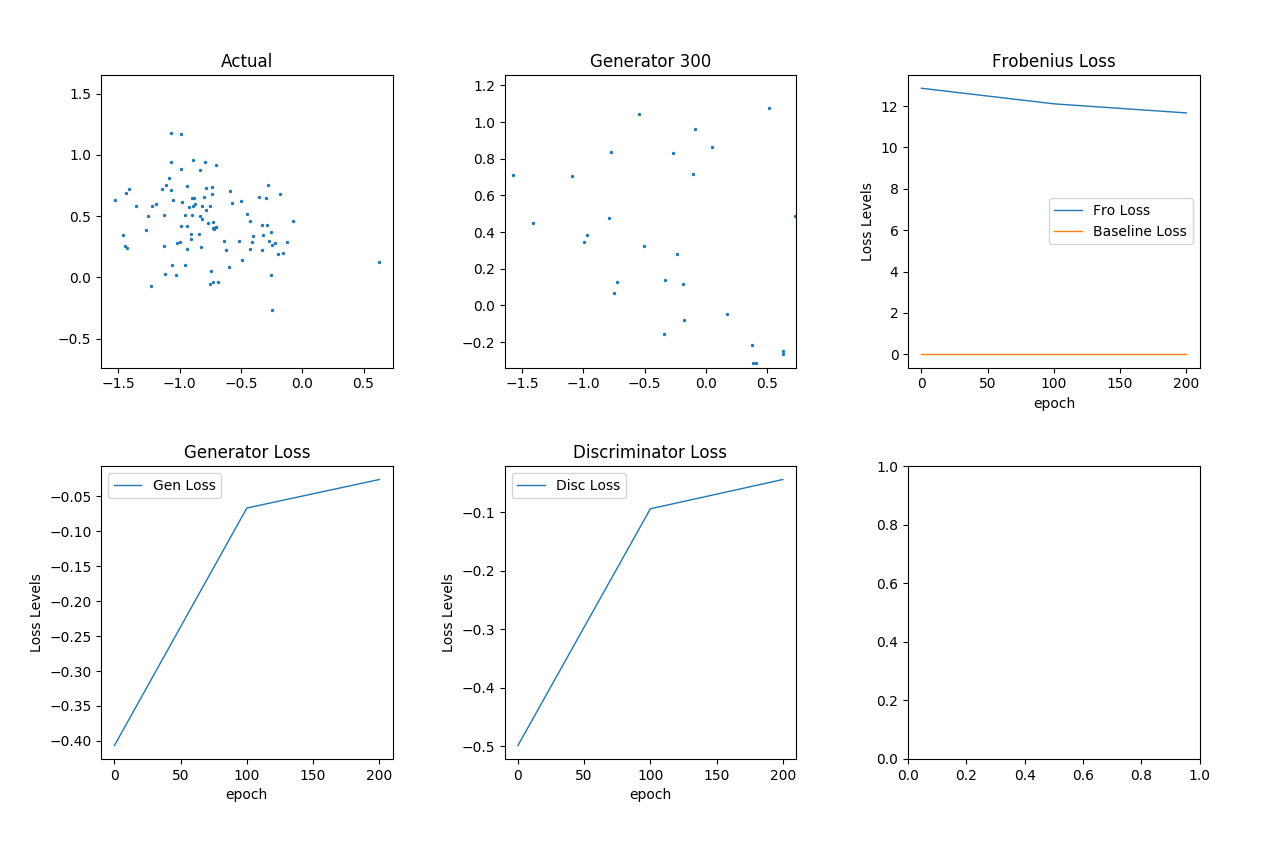 Actual
1.5
1.0
0.5
0.0
−0.5
−1.5 −1.0 −0.5 0.0 0.5
Generator 300
1.2
1.0
0.8
0.6
0.4
0.2
0.0
−0.2
−1.5 −1.0 −0.5 0.0 0.5
Frobenius Loss
Loss Levels
12
10
8
6
4
2
0
Fro Loss
Baseline Loss
0 50 100 150 200
epoch
Generator Loss
Loss Levels
Gen Loss
−0.05
−0.10
−0.15
−0.20
−0.25
−0.30
−0.35
−0.40
0 50 100 150 200
epoch
Discriminator Loss
Loss Levels
Disc Loss
−0.1
−0.2
−0.3
−0.4
−0.5
0 50 100 150 200
epoch
1.0
0.8
0.6
0.4
0.2
0.0
0.0 0.2 0.4 0.6 0.8 1.0